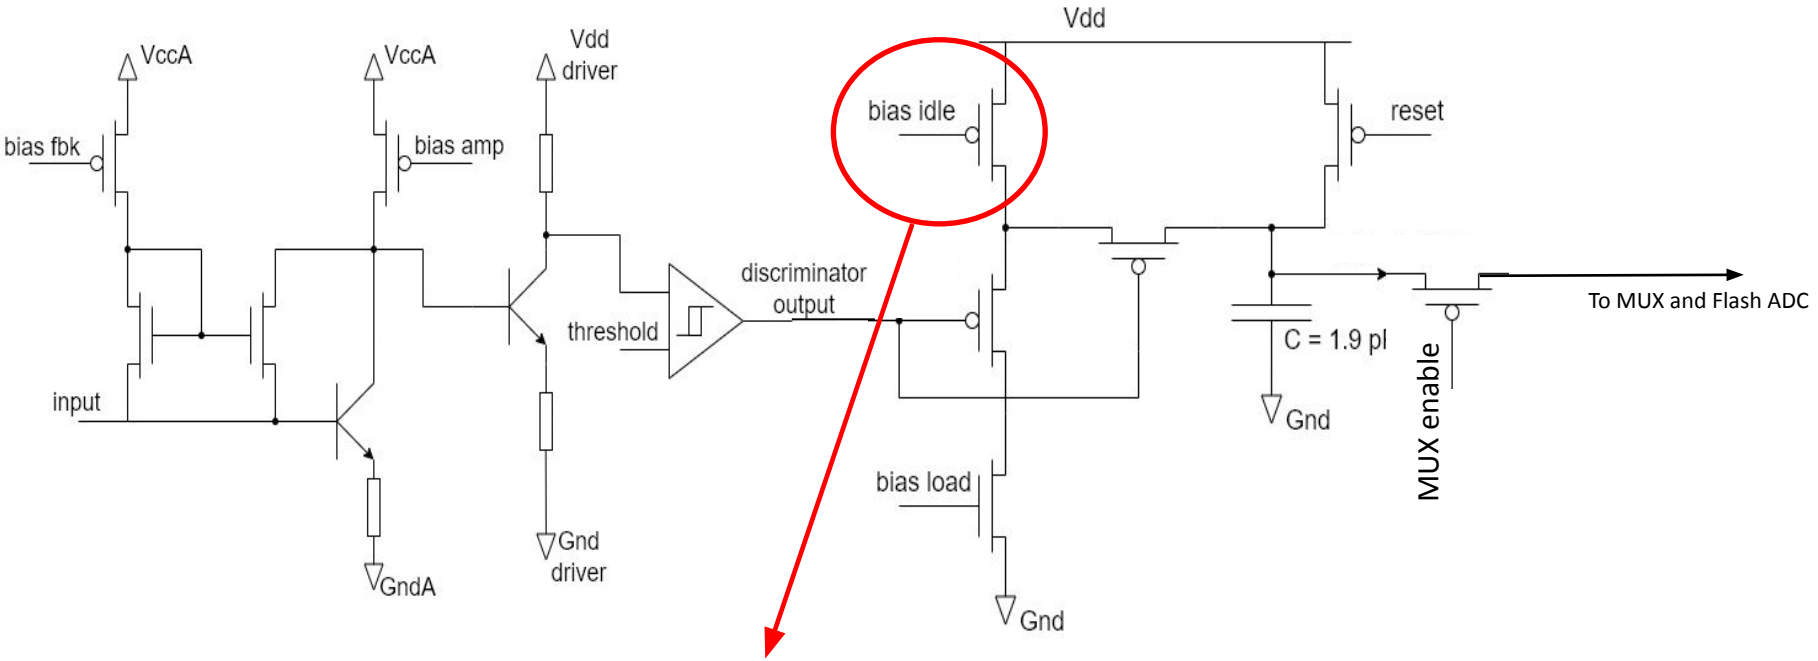 Vdd
VccA
VccA
Vdd
driver
bias idle
reset
bias fbk
bias amp
discriminator
output
threshold
To MUX and Flash ADC
C = 1.9 pl
input
Gnd
MUX enable
bias load
Gnd
driver
GndA
Gnd